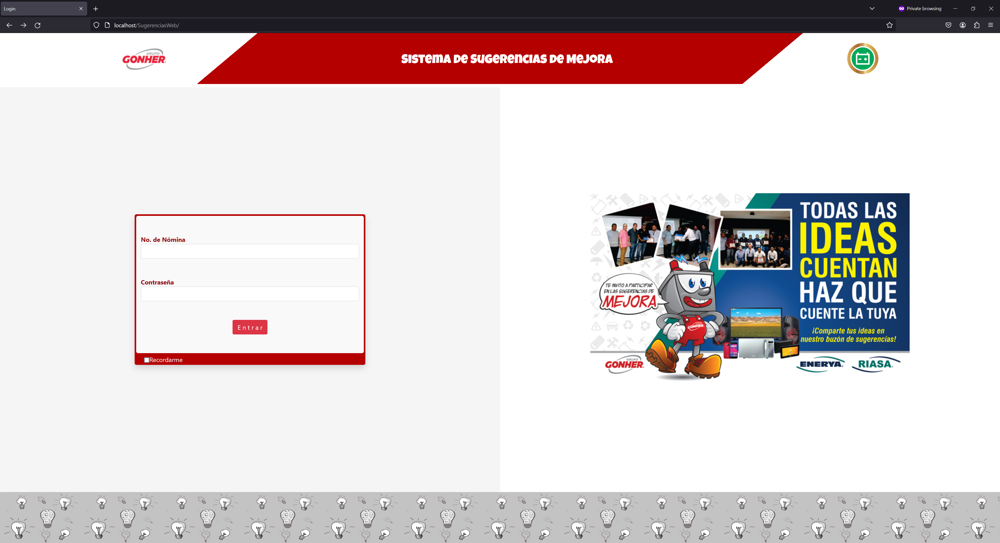 Login
Private browsing
localhost/SugerenciasWeb/
GRUPO
GONHER
Sistema de Sugerencias de Mejora
No. de Nómina
Contraseña
Entrar
Recordarme
TODAS LAS
IDEAS
CUENTAN
HAZ QUE
CUENTE LA TUYA
¡Comparte tus ideas en
nuestro buzón de sugerencias!
TE INVITO A PARTICIPAR
EN LAS SUGERENCIAS DE
MEJORA
GONHER
GRUPO
GONHER
ENERYA
RIASA